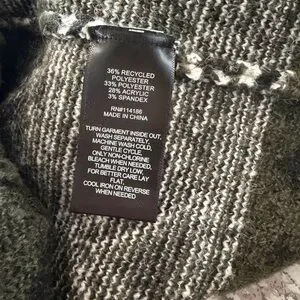 36% RECYCLED
POLYESTER
33% POLYESTER
28% ACRYLIC
3% SPANDEX
RN#114186
MADE IN CHINA
TURN GARMENT INSIDE OUT,
WASH SEPARATELY,
MACHINE WASH COLD,
GENTLE CYCLE
ONLY NON-CHLORINE
BLEACH WHEN NEEDED,
TUMBLE DRY LOW,
FOR BETTER CARE LAY
FLAT,
COOL IRON ON REVERSE
WHEN NEEDED